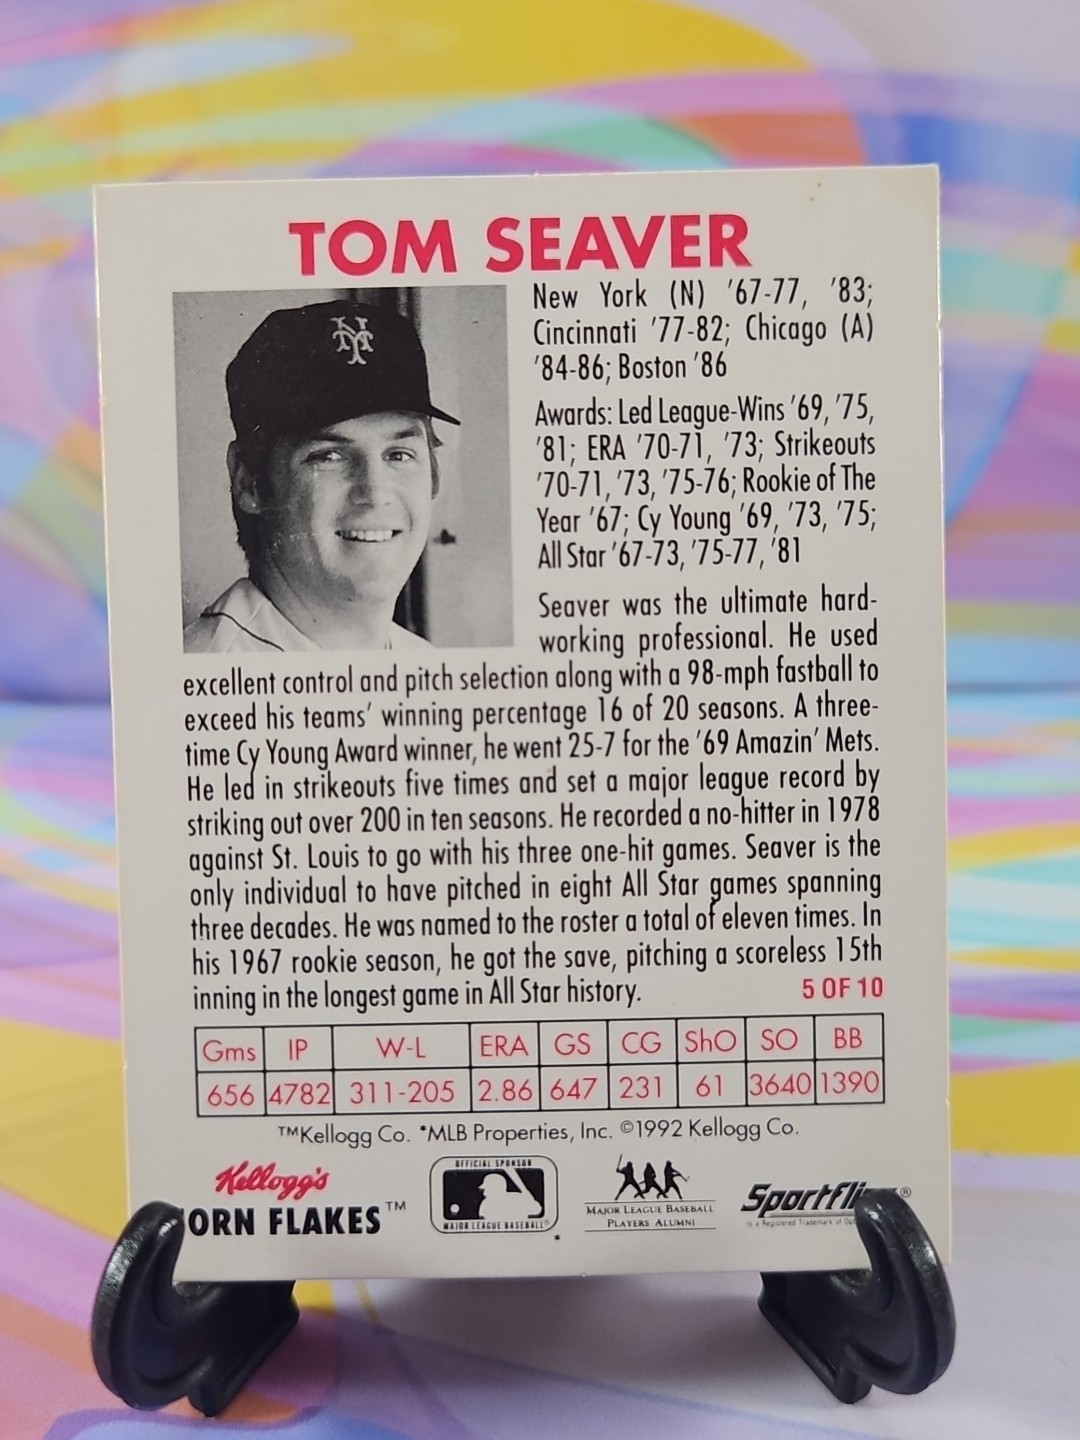 TOM SEAVER
NY
New York (N) '67-77, '83;
Cincinnati '77-82; Chicago (A)
'84-86; Boston '86
Awards: Led League-Wins '69, '75,
'81; ERA '70-71, '73; Strikeouts
'70-71, '73, '75-76; Rookie of The
Year '67; Cy Young '69, '73, '75;
All Star '67-73, '75-77, '81
Seaver was the ultimate hard-
working professional. He used
excellent control and pitch selection along with a 98-mph fastball to
exceed his teams' winning percentage 16 of 20 seasons. A three-
time Cy Young Award winner, he went 25-7 for the '69 Amazin' Mets.
He led in strikeouts five times and set a major league record by
striking out over 200 in ten seasons. He recorded a no-hitter in 1978
against St. Louis to go with his three one-hit games. Seaver is the
only individual to have pitched in eight All Star games spanning
three decades. He was named to the roster a total of eleven times. In
his 1967 rookie season, he got the save, pitching a scoreless 15th
inning in the longest game in All Star history. 5 OF 10
Gms IP W-L ERA GS CG ShO SO BB
656 4782 311-205 2.86 647 231 61 3640 1390
™Kellogg Co. *MLB Properties, Inc. ©1992 Kellogg Co.
Kellogg's
ORN FLAKES™
OFFICIAL SPONSOR
MAJOR LEAGUE BASEBALL®
MAJOR LEAGUE BASEBALL
PLAYERS ALUMNI
Sportfli ®
is a Registered Trademark of